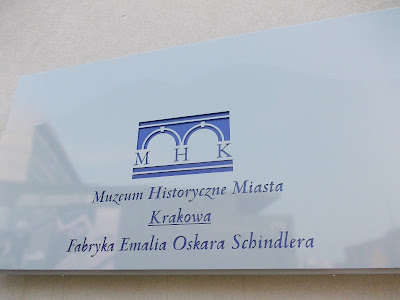 M H K
Muzeum Historyczne Miasta
Krakowa
Fabryka Emalia Oskara Schindlera